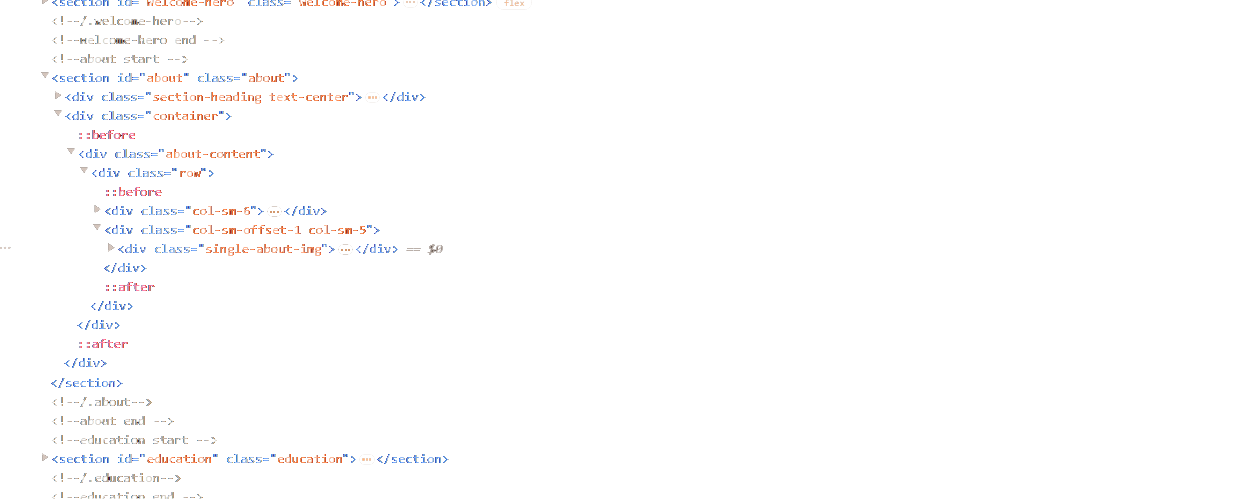 <section id="welcome-hero" class="welcome-hero"> … </section> flex
<!--/.welcome-hero-->
<!--welcome-hero end -->
<!--about start -->
<section id="about" class="about">
<div class="section-heading text-center"> … </div>
<div class="container">
::before
<div class="about-content">
<div class="row">
::before
<div class="col-sm-6"> … </div>
<div class="col-sm-offset-1 col-sm-5">
… <div class="single-about-img"> … </div> == $0
</div>
::after
</div>
</div>
::after
</div>
</section>
<!--/.about-->
<!--about end -->
<!--education start -->
<section id="education" class="education"> … </section>
<!--/.education-->
<!--education end -->